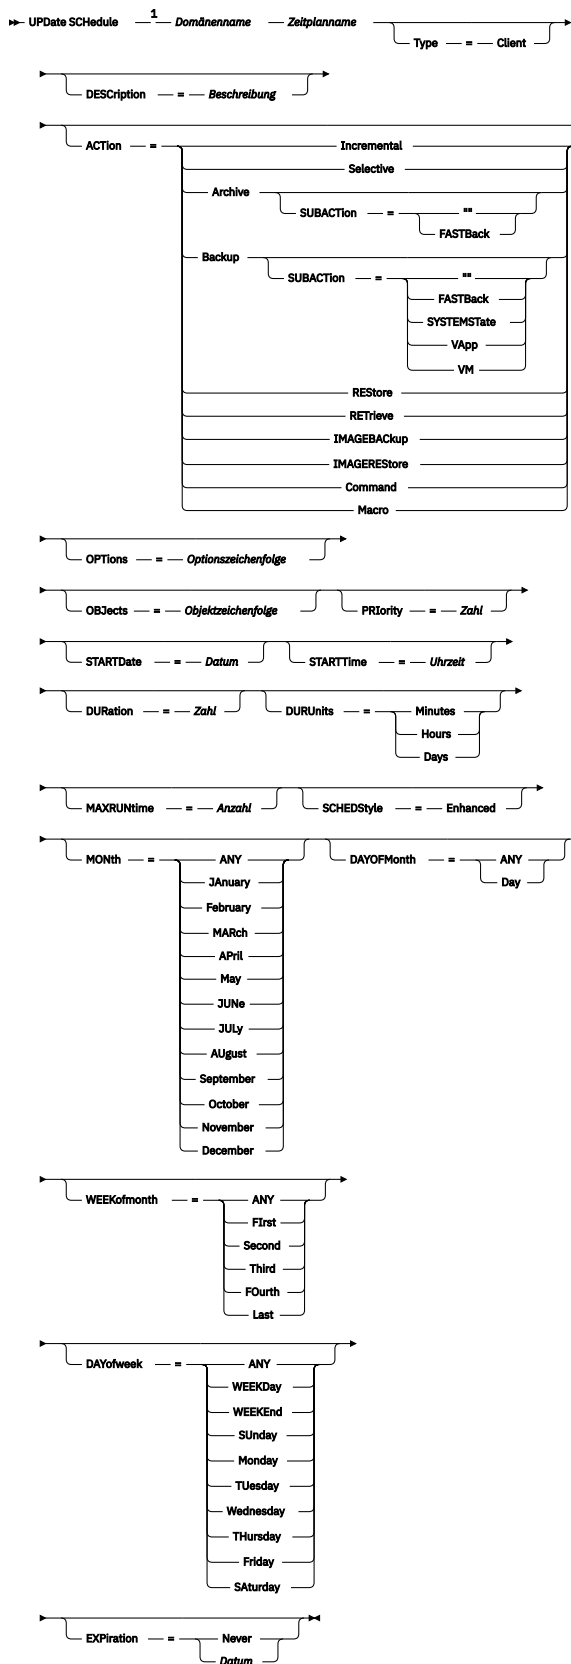 UPDate SCHedule 1 Domänenname Zeitplanname
Type = Client
DESCription = Beschreibung
ACTion = Incremental
Selective
Archive
SUBACTion = ""
FASTBack
Backup
SUBACTion = ""
FASTBack
SYSTEMSTate
VApp
VM
REStore
RETrieve
IMAGEBACkup
IMAGEREStore
Command
Macro
OPTions = Optionszeichenfolge
OBJects = Objektzeichenfolge PRIority = Zahl
STARTDate = Datum STARTTime = Uhrzeit
DURation = Zahl DURUnits = Minutes
Hours
Days
MAXRUNtime = Anzahl SCHEDStyle = Enhanced
MONth = ANY DAYOFMonth = ANY
JAnuary Day
February
MARch
APril
May
JUNe
JULy
AUgust
September
October
November
December
WEEKofmonth = ANY
FIrst
Second
Third
FOurth
Last
DAYofweek = ANY
WEEKDay
WEEKEnd
SUnday
Monday
TUesday
Wednesday
THursday
Friday
SAturday
EXPiration = Never
Datum